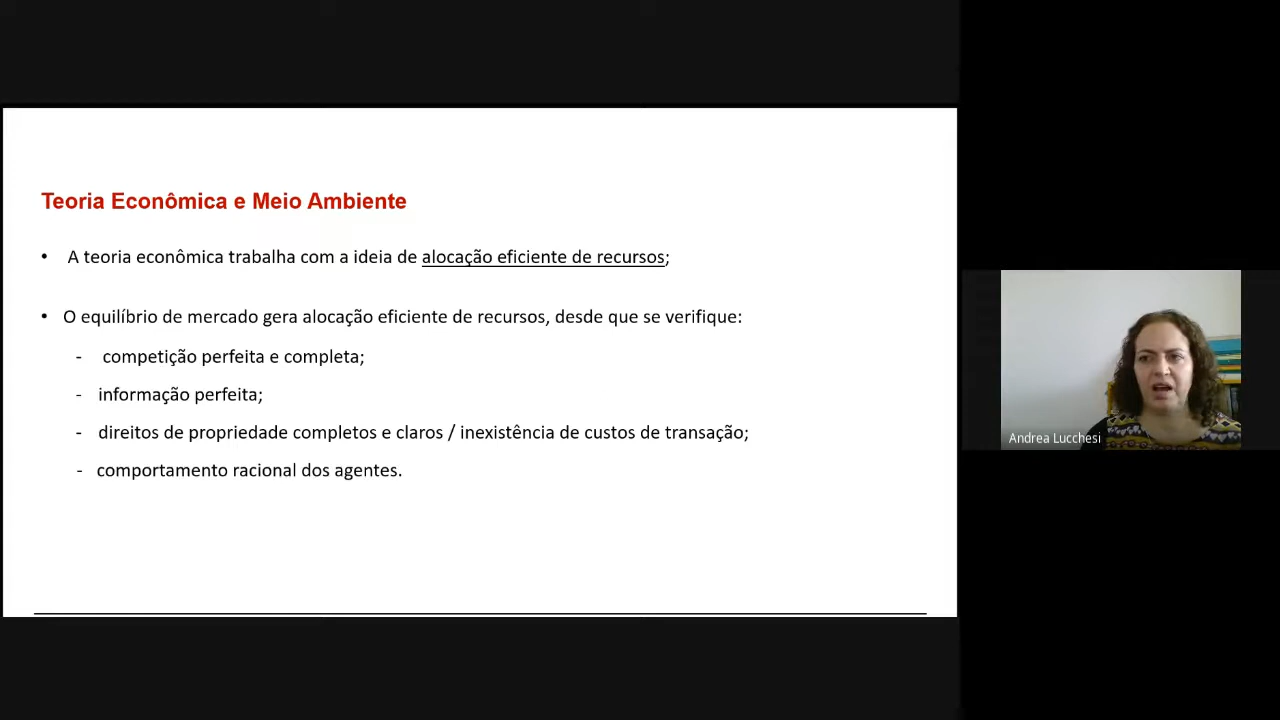 Teoria Econômica e Meio Ambiente
• A teoria econômica trabalha com a ideia de alocação eficiente de recursos;
• O equilíbrio de mercado gera alocação eficiente de recursos, desde que se verifique:
- competição perfeita e completa;
- informação perfeita;
- direitos de propriedade completos e claros / inexistência de custos de transação;
- comportamento racional dos agentes.
Andrea Lucchesi